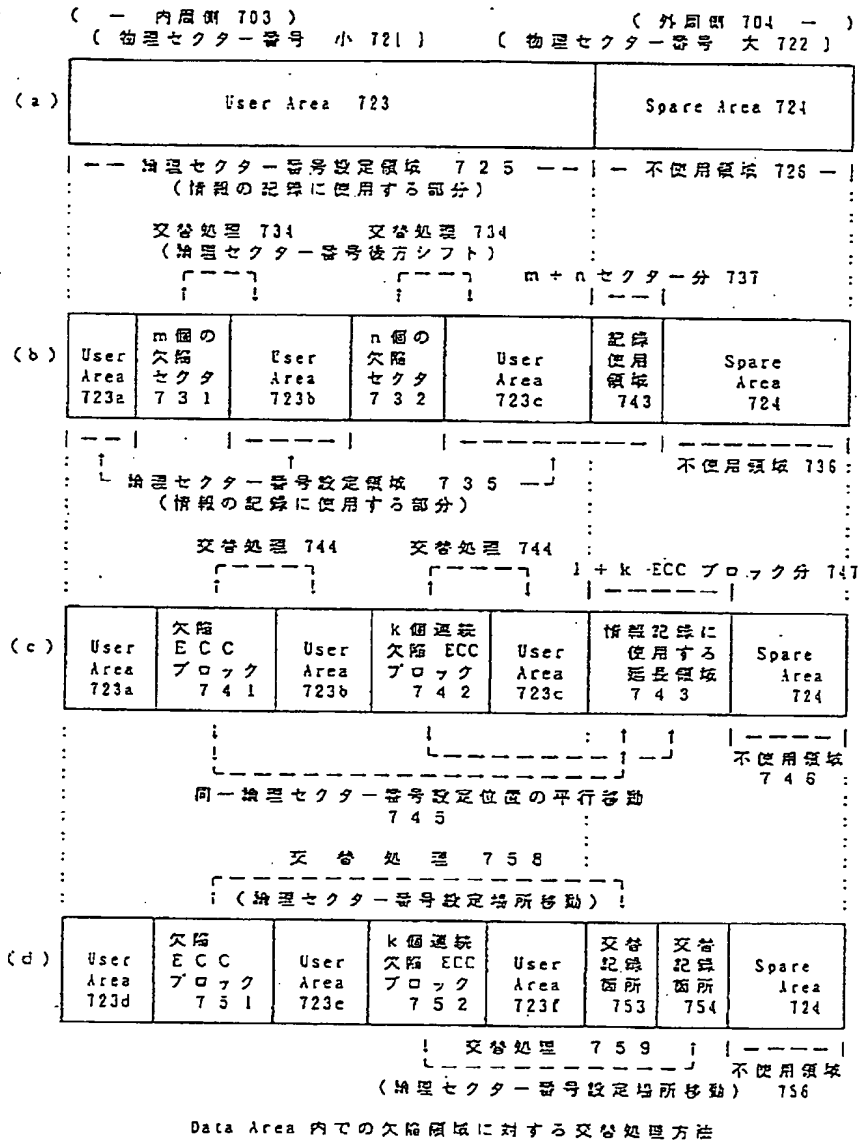 ( ← 内周側 703 )
( 外周側 704 → )
( 物理セクター番号 小 721 )
( 物理セクター番号 大 722 )
(a)
User Area 723
Spare Area 724
論理セクター番号設定領域 725
不使用領域 726
(情報の記録に使用する部分)
交替処理 734
交替処理 734
(論理セクター番号後方シフト)
m+nセクター分 737
(b)
User
Area
723a
m個の
欠陥
セクタ
731
User
Area
723b
n個の
欠陥
セクタ
732
User
Area
723c
記録
使用
領域
743
Spare
Area
724
論理セクター番号設定領域 735
不使用領域 736
(情報の記録に使用する部分)
交替処理 744
交替処理 744
1+k ECCブロック分 747
(c)
User
Area
723a
欠陥
ECC
ブロック
741
User
Area
723b
k個連続
欠陥 ECC
ブロック
742
User
Area
723c
情報記録に
使用する
延長領域
743
Spare
Area
724
不使用領域
746
同一論理セクター番号設定位置の平行移動
745
交替処理 758
(論理セクター番号設定場所移動)
(d)
User
Area
723d
欠陥
ECC
ブロック
751
User
Area
723e
k個連続
欠陥 ECC
ブロック
752
User
Area
723f
交替
記録
箇所
753
交替
記録
箇所
754
Spare
Area
724
交替処理 759
不使用領域
(論理セクター番号設定場所移動) 756
Data Area 内での欠陥領域に対する交替処理方法